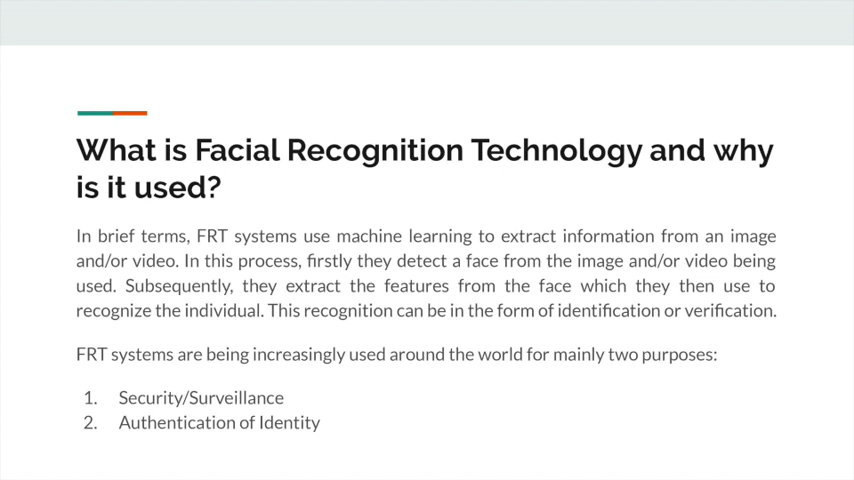 What is Facial Recognition Technology and why
is it used?
In brief terms, FRT systems use machine learning to extract information from an image
and/or video. In this process, firstly they detect a face from the image and/or video being
used. Subsequently, they extract the features from the face which they then use to
recognize the individual. This recognition can be in the form of identification or verification.
FRT systems are being increasingly used around the world for mainly two purposes:
1. Security/Surveillance
2. Authentication of Identity